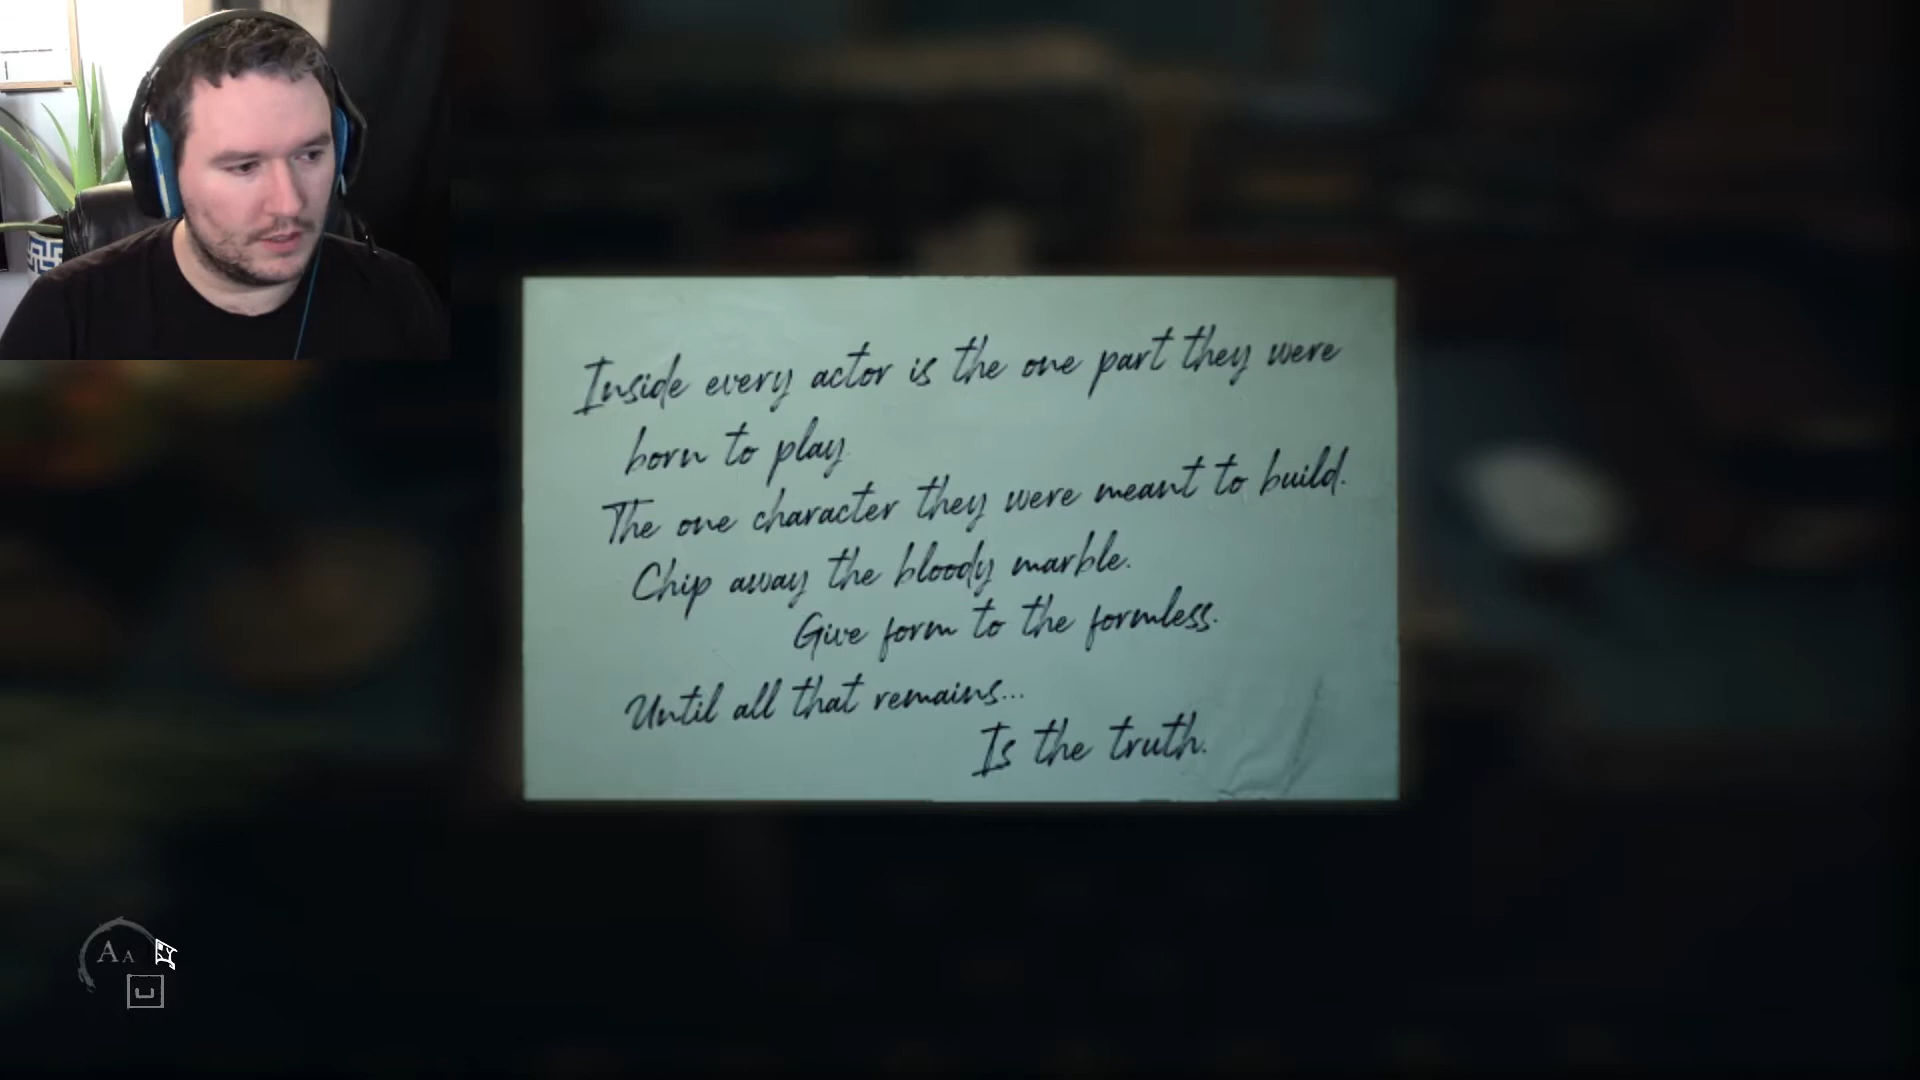 Inside every actor is the one part they were
born to play
The one character they were meant to build.
Chip away the bloody marble.
Give form to the formless.
Until all that remains...
Is the truth.
AA